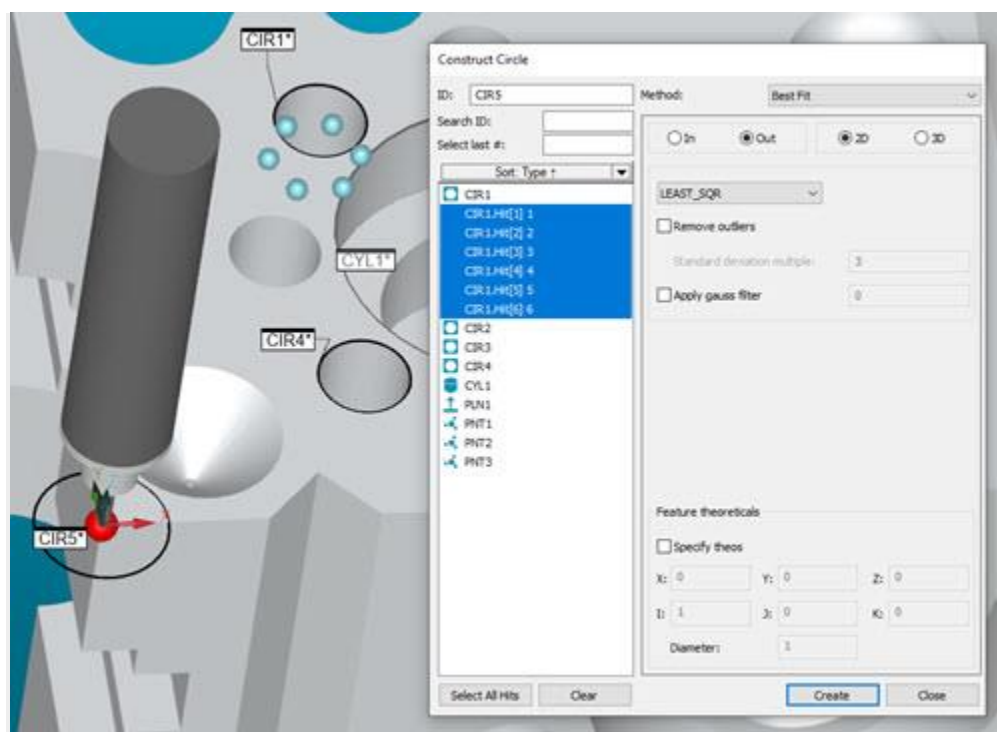 CIR1*
CYL1*
CIR4*
CIR5*
Construct Circle
ID: CIR5
Search ID:
Select last #:
Sort: Type ↑
CIR1
CIR1.Hit[1] 1
CIR1.Hit[2] 2
CIR1.Hit[3] 3
CIR1.Hit[4] 4
CIR1.Hit[5] 5
CIR1.Hit[6] 6
CIR2
CIR3
CIR4
CYL1
PLN1
PNT1
PNT2
PNT3
Select All Hits Clear
Method: Best Fit
In Out 2D 3D
LEAST_SQR
Remove outliers
Standard deviation multiple: 3
Apply gauss filter 0
Feature theoreticals
Specify theos
X: 0 Y: 0 Z: 0
I: 1 J: 0 K: 0
Diameter: 1
Create Close